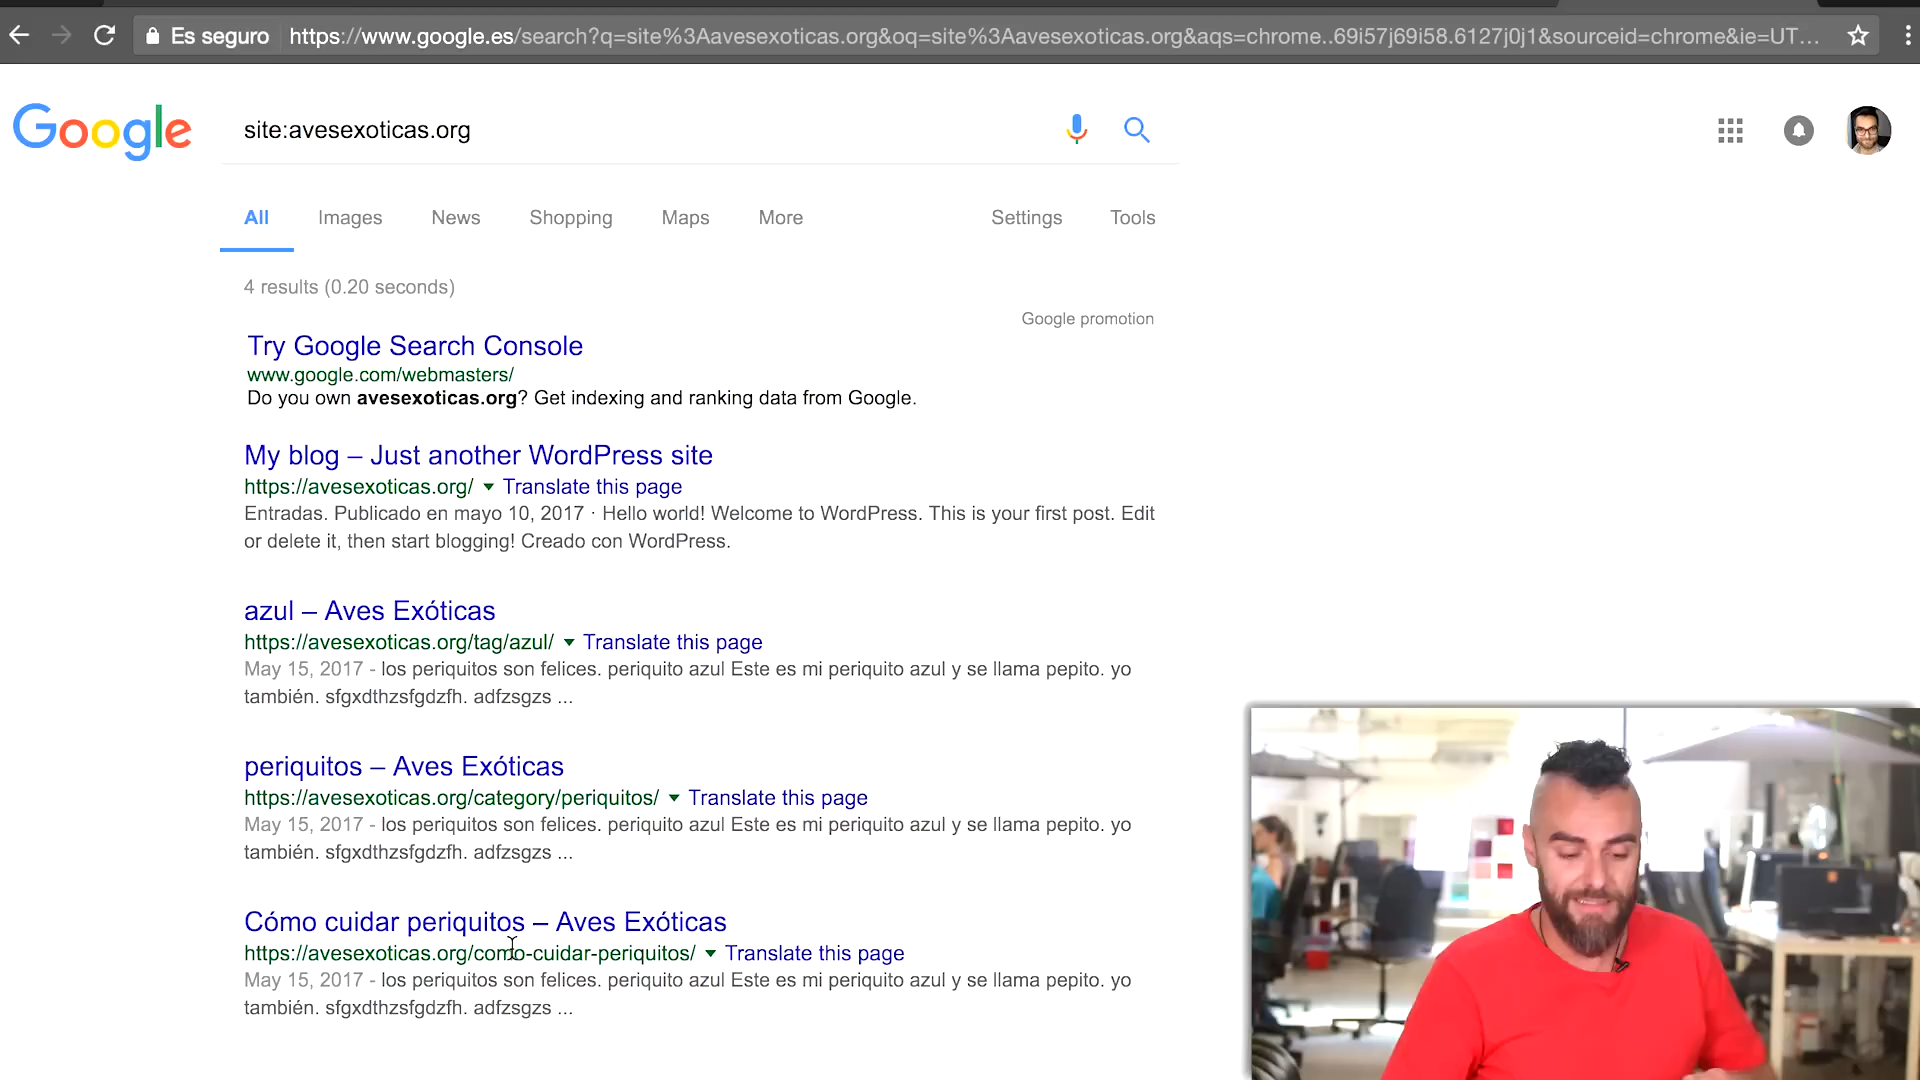 Es seguro https://www.google.es/search?q=site%3Aavesexoticas.org&oq=site%3Aavesexoticas.org&aqs=chrome..69i57j69i58.6127j0j1&sourceid=chrome&ie=UT...
Google site:avesexoticas.org
All Images News Shopping Maps More Settings Tools
4 results (0.20 seconds)
Google promotion
Try Google Search Console
www.google.com/webmasters/
Do you own avesexoticas.org? Get indexing and ranking data from Google.
My blog – Just another WordPress site
https://avesexoticas.org/ Translate this page
Entradas. Publicado en mayo 10, 2017 · Hello world! Welcome to WordPress. This is your first post. Edit
or delete it, then start blogging! Creado con WordPress.
azul – Aves Exóticas
https://avesexoticas.org/tag/azul/ Translate this page
May 15, 2017 - los periquitos son felices. periquito azul Este es mi periquito azul y se llama pepito. yo
también. sfgxdthzsfgdzfh. adfzsgzs ...
periquitos – Aves Exóticas
https://avesexoticas.org/category/periquitos/ Translate this page
May 15, 2017 - los periquitos son felices. periquito azul Este es mi periquito azul y se llama pepito. yo
también. sfgxdthzsfgdzfh. adfzsgzs ...
Cómo cuidar periquitos – Aves Exóticas
https://avesexoticas.org/como-cuidar-periquitos/ Translate this page
May 15, 2017 - los periquitos son felices. periquito azul Este es mi periquito azul y se llama pepito. yo
también. sfgxdthzsfgdzfh. adfzsgzs ...